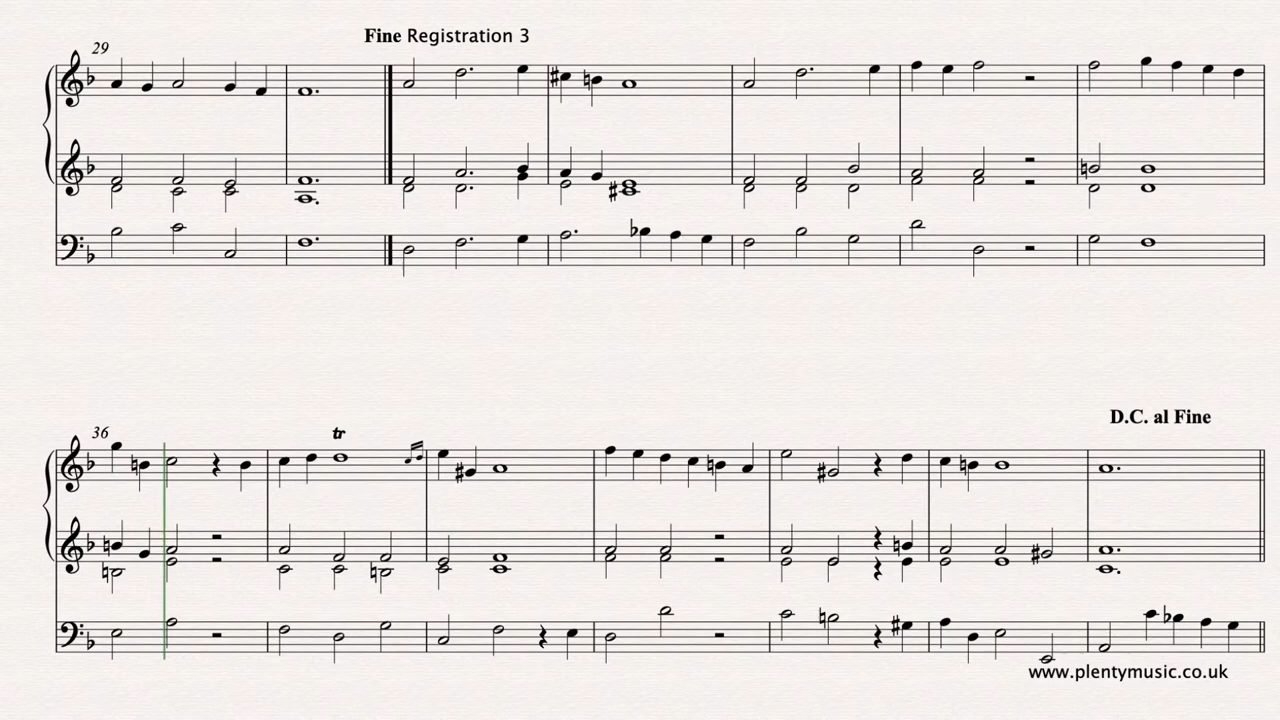 29
Fine Registration 3
36
tr
D.C. al Fine
www.plentymusic.co.uk